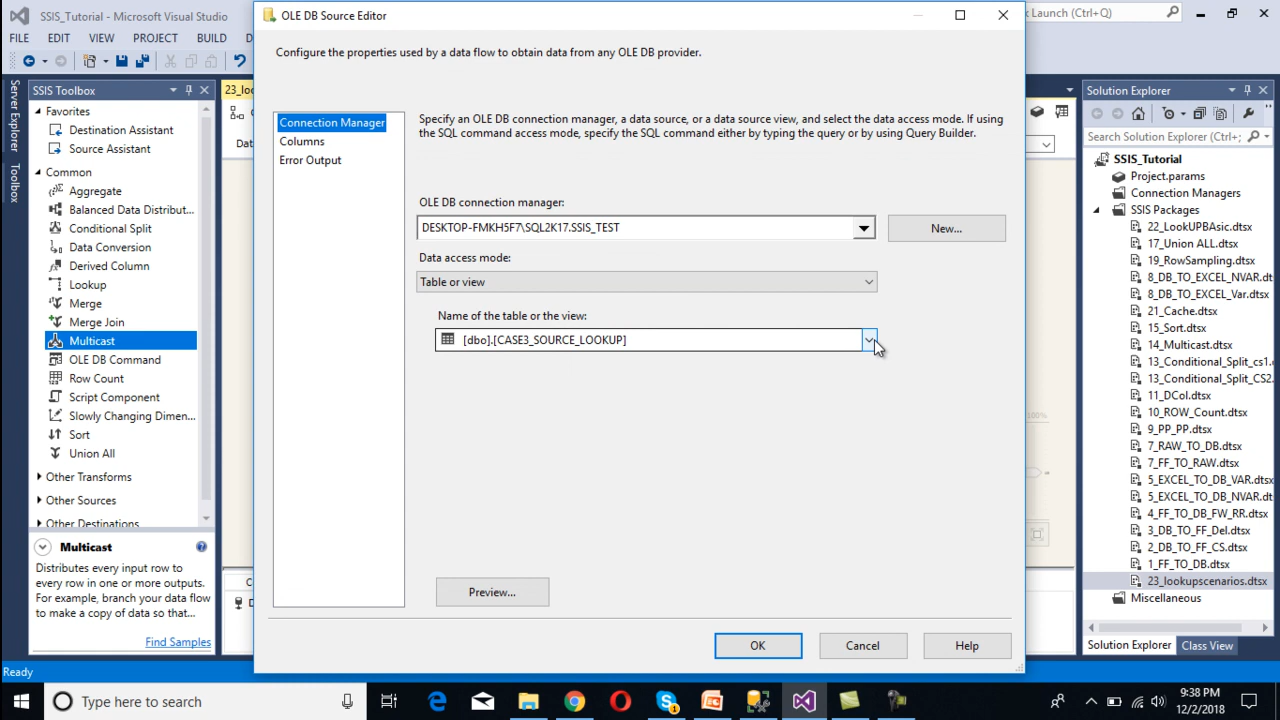 SSIS_Tutorial - Microsoft Visual Studio
FILE EDIT VIEW PROJECT BUILD
SSIS Toolbox
Server Explorer
Toolbox
Favorites
Destination Assistant
Source Assistant
Common
Aggregate
Balanced Data Distribut...
Conditional Split
Data Conversion
Derived Column
Lookup
Merge
Merge Join
Multicast
OLE DB Command
Row Count
Script Component
Slowly Changing Dimen...
Sort
Union All
Other Transforms
Other Sources
Other Destinations
Multicast
Distributes every input row to
every row in one or more outputs.
For example, branch your data flow
to make a copy of data so that...
Find Samples
Ready
OLE DB Source Editor
Configure the properties used by a data flow to obtain data from any OLE DB provider.
Connection Manager
Columns
Error Output
Specify an OLE DB connection manager, a data source, or a data source view, and select the data access mode. If using
the SQL command access mode, specify the SQL command either by typing the query or by using Query Builder.
OLE DB connection manager:
DESKTOP-FMKH5F7\SQL2K17.SSIS_TEST
New...
Data access mode:
Table or view
Name of the table or the view:
[dbo].[CASE3_SOURCE_LOOKUP]
Preview...
OK
Cancel
Help
100%
Launch (Ctrl+Q)
Solution Explorer
Search Solution Explorer (Ctrl+;
SSIS_Tutorial
Project.params
Connection Managers
SSIS Packages
22_LookUPBAsic.dtsx
17_Union ALL.dtsx
19_RowSampling.dtsx
8_DB_TO_EXCEL_NVAR.dt
8_DB_TO_EXCEL_Var.dtsx
21_Cache.dtsx
15_Sort.dtsx
14_Multicast.dtsx
13_Conditional_Split_cs1.
13_Conditional_Split_CS2.
11_DCol.dtsx
10_ROW_Count.dtsx
9_PP_PP.dtsx
7_RAW_TO_DB.dtsx
7_FF_TO_RAW.dtsx
5_EXCEL_TO_DB_VAR.dtsx
5_EXCEL_TO_DB_NVAR.dt
4_FF_TO_DB_FW_RR.dtsx
3_DB_TO_FF_Del.dtsx
2_DB_TO_FF_CS.dtsx
1_FF_TO_DB.dtsx
23_lookupscenarios.dtsx
Miscellaneous
Solution Explorer Class View
Type here to search
9:38 PM
12/2/2018